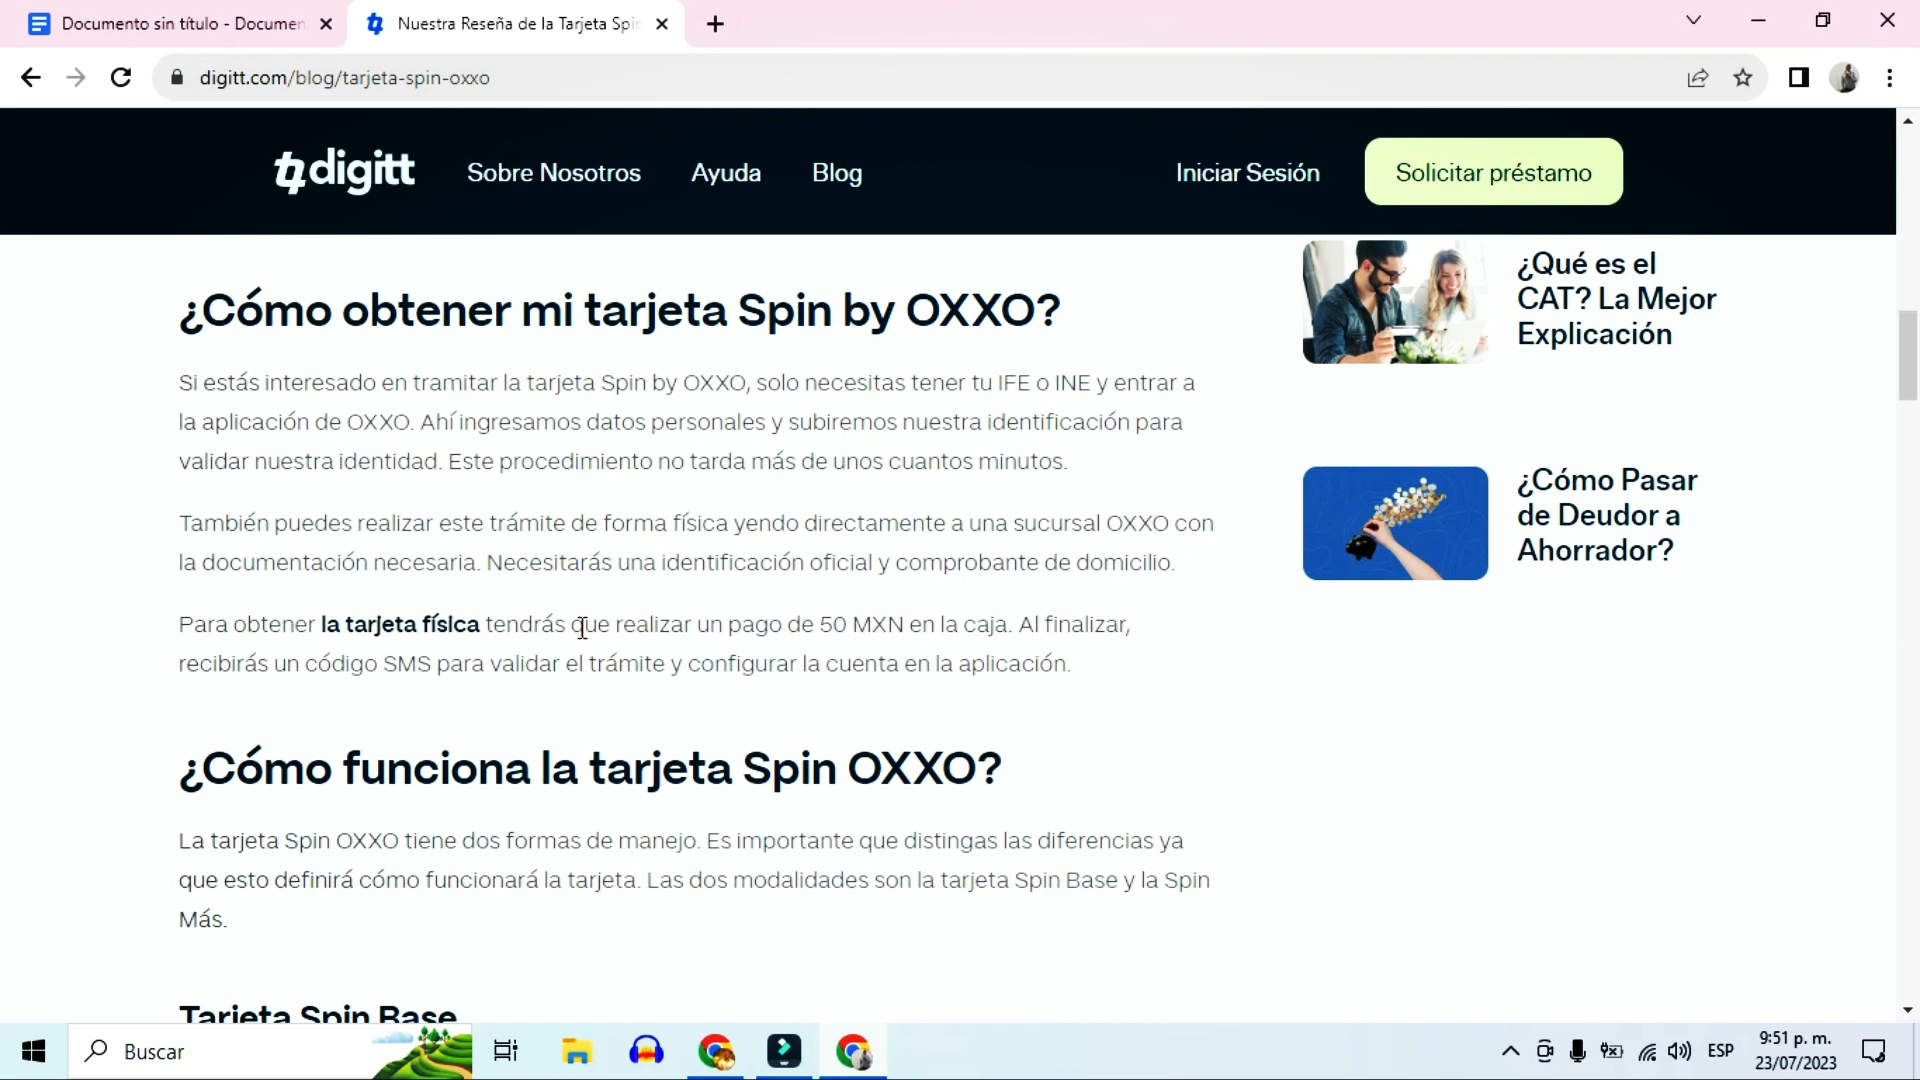 Documento sin título - Documen
Nuestra Reseña de la Tarjeta Spin
digitt.com/blog/tarjeta-spin-oxxo
digitt
Sobre Nosotros
Ayuda
Blog
Iniciar Sesión
Solicitar préstamo
¿Cómo obtener mi tarjeta Spin by OXXO?
Si estás interesado en tramitar la tarjeta Spin by OXXO, solo necesitas tener tu IFE o INE y entrar a
la aplicación de OXXO. Ahí ingresamos datos personales y subiremos nuestra identificación para
validar nuestra identidad. Este procedimiento no tarda más de unos cuantos minutos.
También puedes realizar este trámite de forma física yendo directamente a una sucursal OXXO con
la documentación necesaria. Necesitarás una identificación oficial y comprobante de domicilio.
Para obtener la tarjeta física tendrás que realizar un pago de 50 MXN en la caja. Al finalizar,
recibirás un código SMS para validar el trámite y configurar la cuenta en la aplicación.
¿Cómo funciona la tarjeta Spin OXXO?
La tarjeta Spin OXXO tiene dos formas de manejo. Es importante que distingas las diferencias ya
que esto definirá cómo funcionará la tarjeta. Las dos modalidades son la tarjeta Spin Base y la Spin
Más.
Tarjeta Spin Base
¿Qué es el
CAT? La Mejor
Explicación
¿Cómo Pasar
de Deudor a
Ahorrador?
Buscar
ESP
9:51 p. m.
23/07/2023